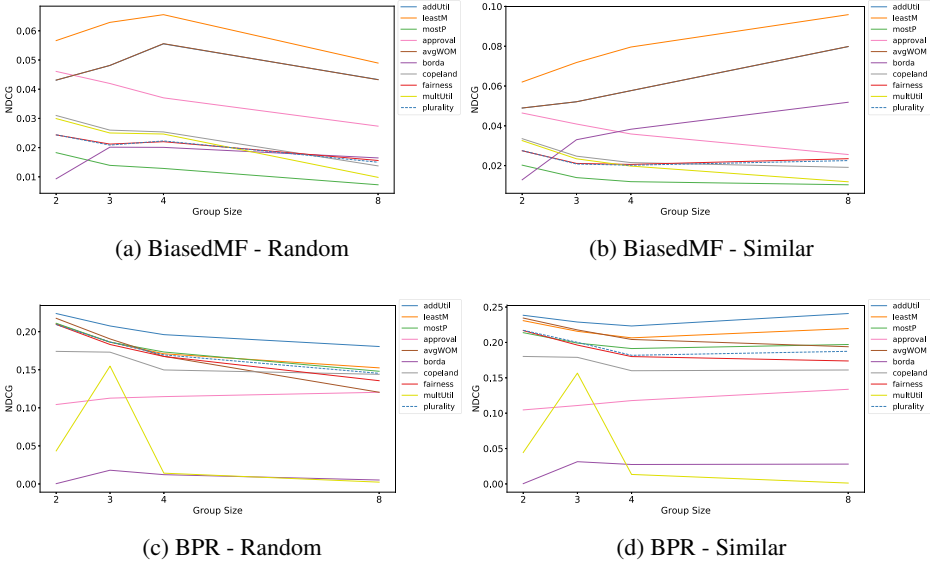 0.06
0.05
0.04
0.03
0.02
0.01
NDCG
2
3
4
8
Group Size
addUtil
leastM
mostP
approval
avgWOM
borda
copeland
fairness
multUtil
plurality
(a) BiasedMF - Random
0.10
0.08
0.06
0.04
0.02
NDCG
2
3
4
8
Group Size
addUtil
leastM
mostP
approval
avgWOM
borda
copeland
fairness
multUtil
plurality
(b) BiasedMF - Similar
0.20
0.15
0.10
0.05
0.00
NDCG
2
3
4
8
Group Size
addUtil
leastM
mostP
approval
avgWOM
borda
copeland
fairness
multUtil
plurality
(c) BPR - Random
0.25
0.20
0.15
0.10
0.05
0.00
NDCG
2
3
4
8
Group Size
addUtil
leastM
mostP
approval
avgWOM
borda
copeland
fairness
multUtil
plurality
(d) BPR - Similar